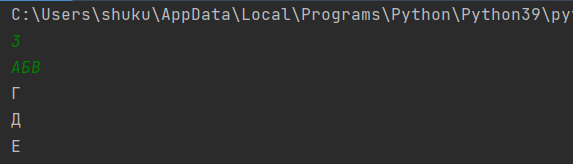 C:\Users\shuku\AppData\Local\Programs\Python\Python39\py
3
АБВ
Г
Д
Е